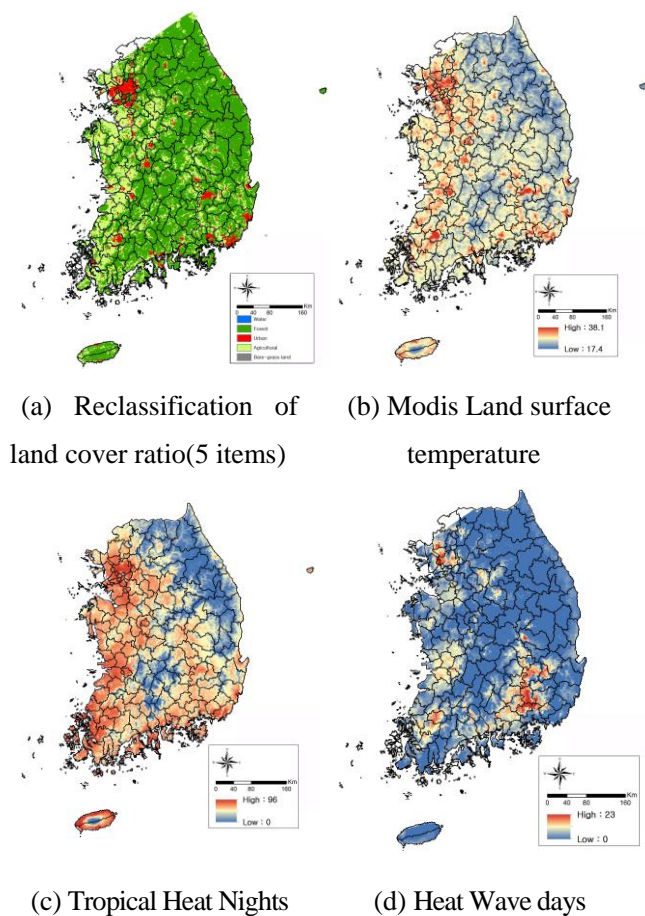 0 40 80 160
Km
Water
Forest
Urban
Agricultural
Bare-grass land
0 40 80 160
Km
High : 38.1
Low : 17.4
(a) Reclassification of
land cover ratio(5 items)
(b) Modis Land surface
temperature
0 40 80 160
Km
High : 96
Low : 0
0 40 80 160
Km
High : 23
Low : 0
(c) Tropical Heat Nights
(d) Heat Wave days